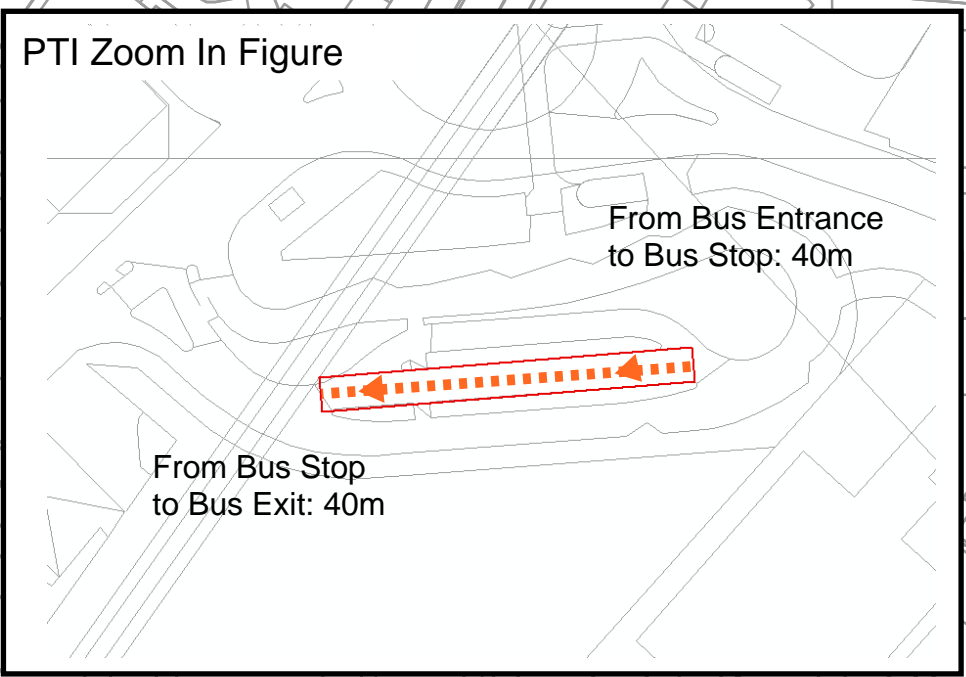 PTI Zoom In Figure
From Bus Entrance
to Bus Stop: 40m
From Bus Stop
to Bus Exit: 40m